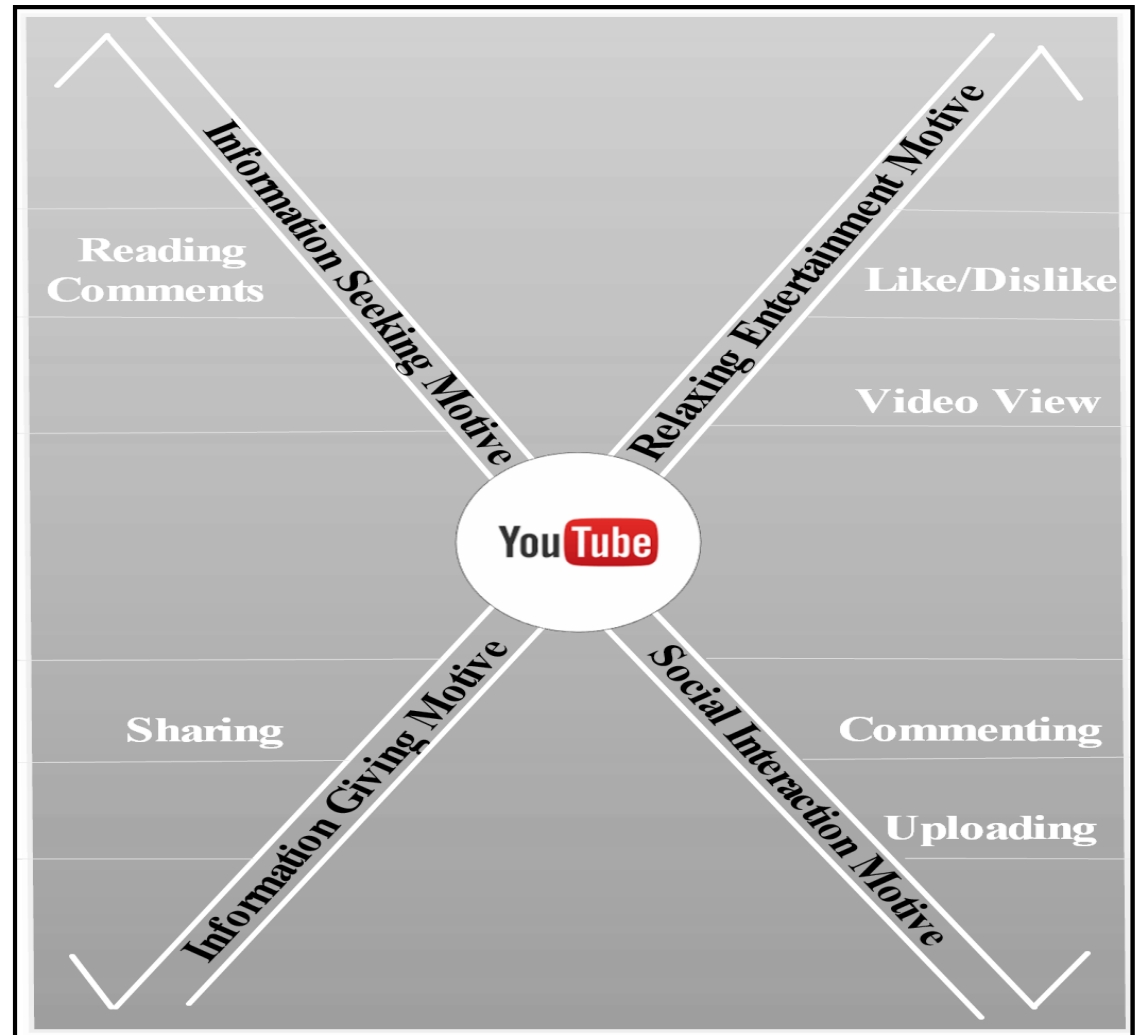 Information Seeking Motive
Relaxing Entertainment Motive
Reading
Comments
Like/Dislike
Video View
YouTube
Information Giving Motive
Social Interaction Motive
Sharing
Commenting
Uploading